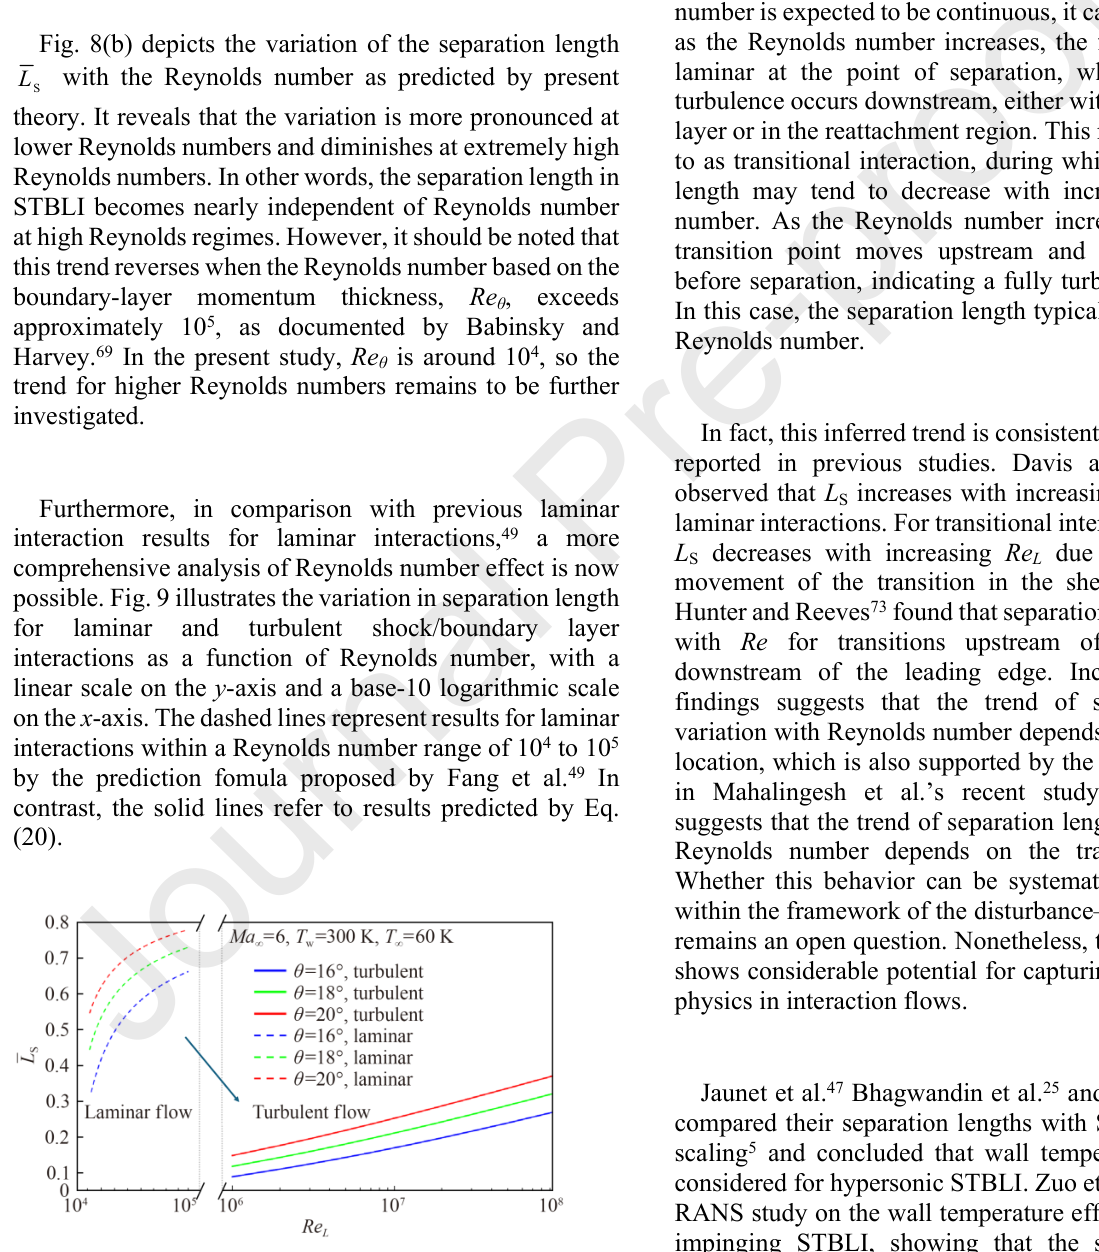 Fig. 8(b) depicts the variation of the separation length
L̅s with the Reynolds number as predicted by present
theory. It reveals that the variation is more pronounced at
lower Reynolds numbers and diminishes at extremely high
Reynolds numbers. In other words, the separation length in
STBLI becomes nearly independent of Reynolds number
at high Reynolds regimes. However, it should be noted that
this trend reverses when the Reynolds number based on the
boundary-layer momentum thickness, Reθ, exceeds
approximately 10⁵, as documented by Babinsky and
Harvey.⁶⁹ In the present study, Reθ is around 10⁴, so the
trend for higher Reynolds numbers remains to be further
investigated.
Furthermore, in comparison with previous laminar
interaction results for laminar interactions,⁴⁹ a more
comprehensive analysis of Reynolds number effect is now
possible. Fig. 9 illustrates the variation in separation length
for laminar and turbulent shock/boundary layer
interactions as a function of Reynolds number, with a
linear scale on the y-axis and a base-10 logarithmic scale
on the x-axis. The dashed lines represent results for laminar
interactions within a Reynolds number range of 10⁴ to 10⁵
by the prediction fomula proposed by Fang et al.⁴⁹ In
contrast, the solid lines refer to results predicted by Eq.
(20).
0.8
0.7
0.6
0.5
0.4
0.3
0.2
0.1
0
L̅s
Ma∞=6, Tw=300 K, T∞=60 K
θ=16°, turbulent
θ=18°, turbulent
θ=20°, turbulent
θ=16°, laminar
θ=18°, laminar
θ=20°, laminar
Laminar flow
Turbulent flow
10⁴ 10⁵ 10⁶ 10⁷ 10⁸
ReL
number is expected to be continuous, it ca
as the Reynolds number increases, the
laminar at the point of separation, wh
turbulence occurs downstream, either wit
layer or in the reattachment region. This
to as transitional interaction, during whi
length may tend to decrease with incr
number. As the Reynolds number incre
transition point moves upstream and
before separation, indicating a fully turb
In this case, the separation length typical
Reynolds number.
In fact, this inferred trend is consistent
reported in previous studies. Davis a
observed that LS increases with increasin
laminar interactions. For transitional inter
LS decreases with increasing ReL due
movement of the transition in the she
Hunter and Reeves⁷³ found that separation
with Re for transitions upstream of
downstream of the leading edge. Inc
findings suggests that the trend of s
variation with Reynolds number depends
location, which is also supported by the
in Mahalingesh et al.’s recent study
suggests that the trend of separation leng
Reynolds number depends on the tra
Whether this behavior can be systemat
within the framework of the disturbance–
remains an open question. Nonetheless, t
shows considerable potential for capturin
physics in interaction flows.
Jaunet et al.⁴⁷ Bhagwandin et al.²⁵ and
compared their separation lengths with S
scaling⁵ and concluded that wall tempe
considered for hypersonic STBLI. Zuo et
RANS study on the wall temperature eff
impinging STBLI, showing that the s
Journal Pre-proo